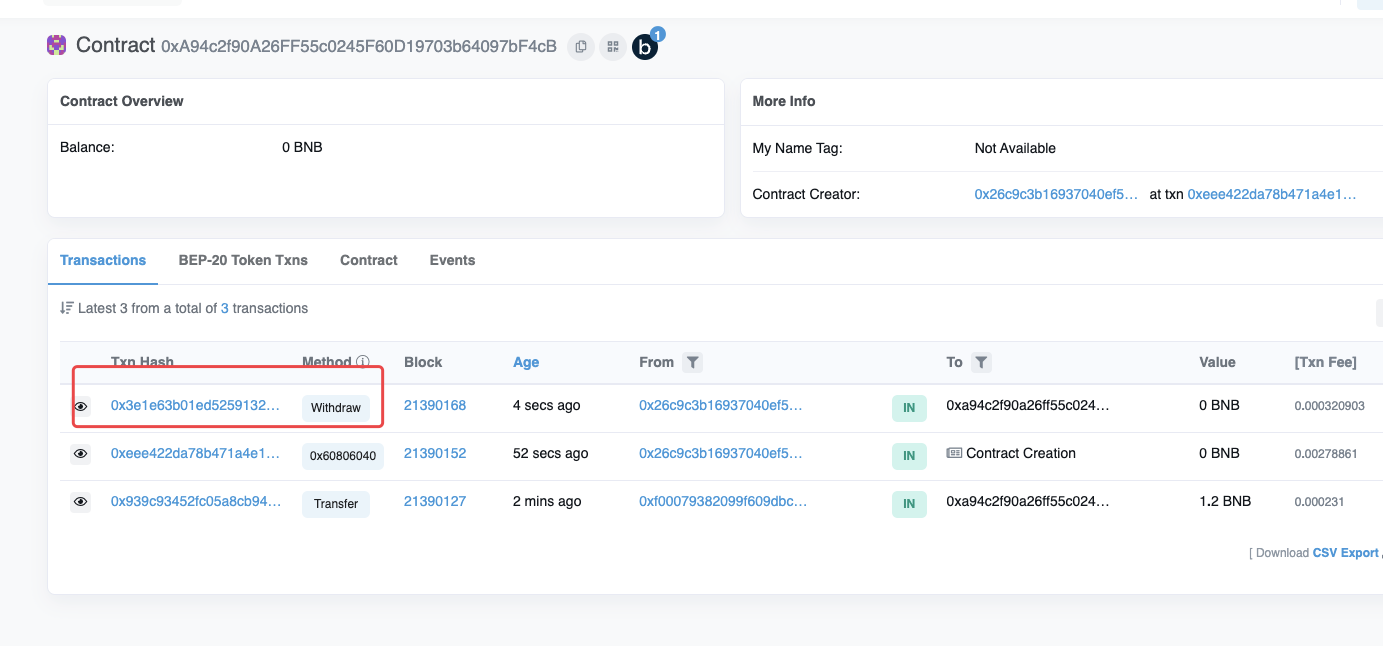 Contract 0xA94c2f90A26FF55c0245F60D19703b64097bF4cB b 1
Contract Overview
Balance: 0 BNB
More Info
My Name Tag: Not Available
Contract Creator: 0x26c9c3b16937040ef5… at txn 0xeee422da78b471a4e1…
Transactions BEP-20 Token Txns Contract Events
Latest 3 from a total of 3 transactions
Txn Hash Method Block Age From To Value [Txn Fee]
0x3e1e63b01ed5259132… Withdraw 21390168 4 secs ago 0x26c9c3b16937040ef5… IN 0xa94c2f90a26ff55c024… 0 BNB 0.000320903
0xeee422da78b471a4e1… 0x60806040 21390152 52 secs ago 0x26c9c3b16937040ef5… IN Contract Creation 0 BNB 0.00278861
0x939c93452fc05a8cb94… Transfer 21390127 2 mins ago 0xf00079382099f609dbc… IN 0xa94c2f90a26ff55c024… 1.2 BNB 0.000231
[ Download CSV Export